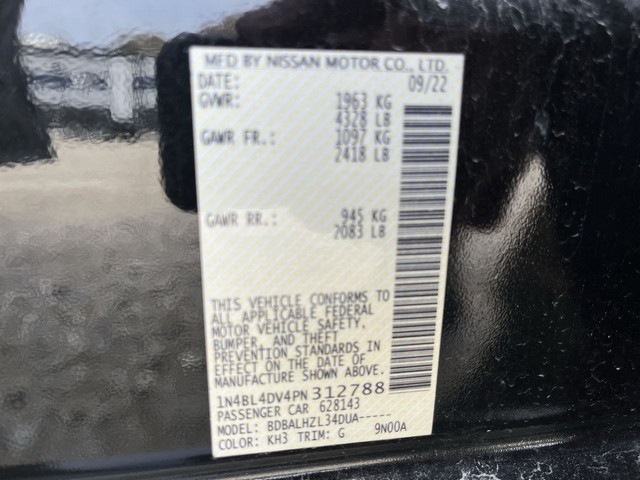 MFD BY NISSAN MOTOR CO., LTD.
DATE: 09/22
GVWR: 1963 KG
4328 LB
GAWR FR.: 1097 KG
2418 LB
GAWR RR.: 945 KG
2083 LB
THIS VEHICLE CONFORMS TO
ALL APPLICABLE FEDERAL
MOTOR VEHICLE SAFETY,
BUMPER, AND THEFT
PREVENTION STANDARDS IN
EFFECT ON THE DATE OF
MANUFACTURE SHOWN ABOVE.
1N4BL4DV4PN312788
PASSENGER CAR 628143
MODEL: BDBALHZL34DUA-----
COLOR: KH3 TRIM: G 9N00A